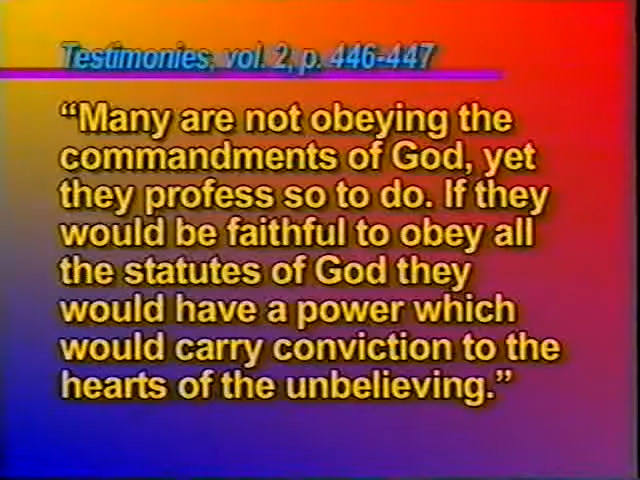 Testimonies, vol. 2, p. 446-447
“Many are not obeying the
commandments of God, yet
they profess so to do. If they
would be faithful to obey all
the statutes of God they
would have a power which
would carry conviction to the
hearts of the unbelieving.”